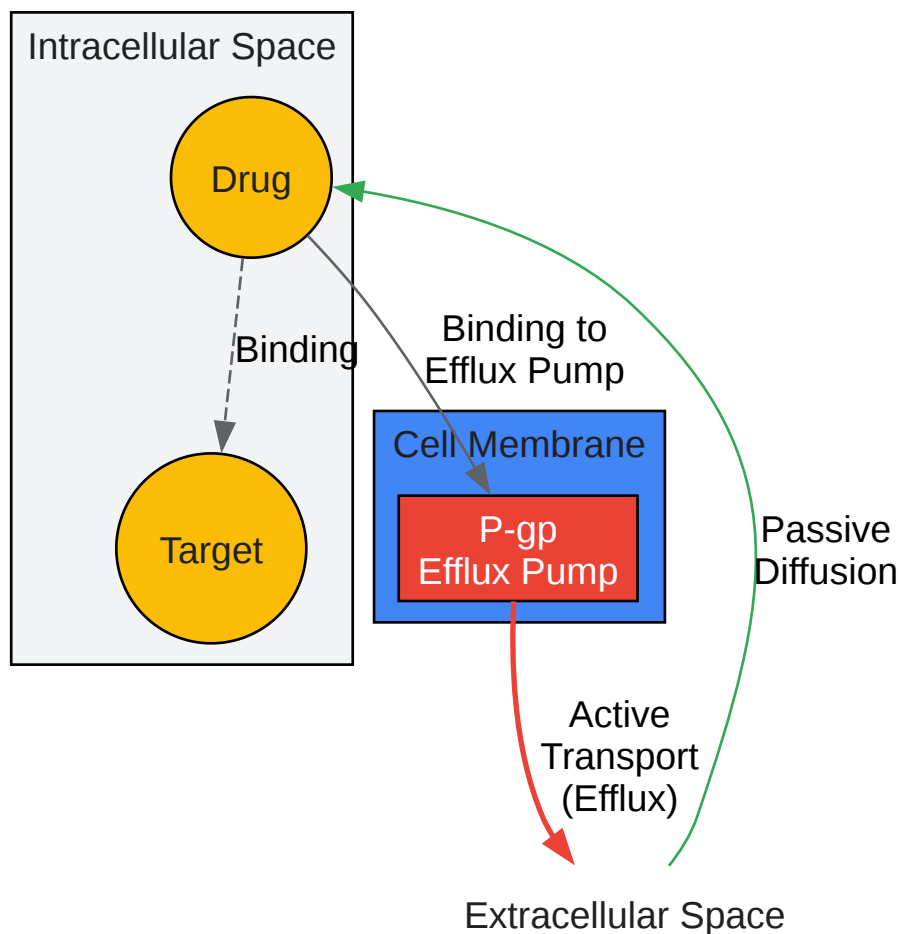 Intracellular Space
Drug
Binding to
Efflux Pump
Binding
Cell Membrane
P-gp
Efflux Pump
Target
Passive
Diffusion
Active
Transport
(Efflux)
Extracellular Space